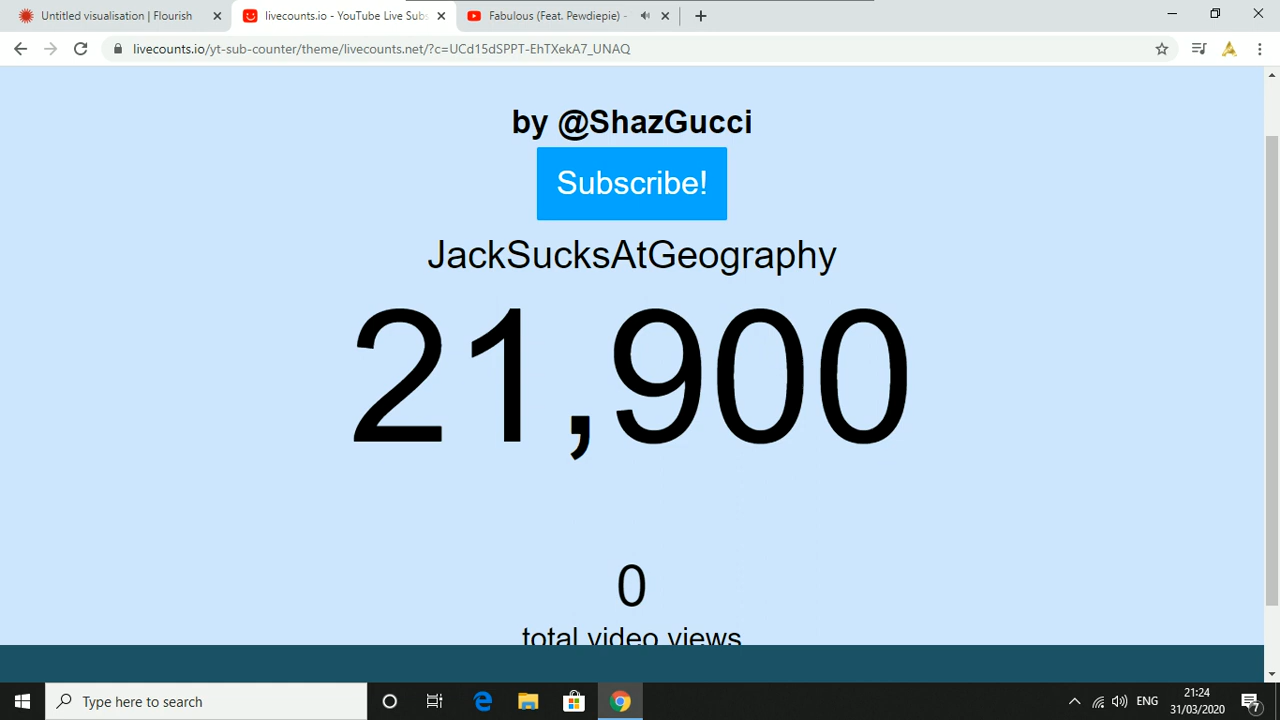 Untitled visualisation | Flourish
livecounts.io - YouTube Live Subs
Fabulous (Feat. Pewdiepie) -
livecounts.io/yt-sub-counter/theme/livecounts.net/?c=UCd15dSPPT-EhTXekA7_UNAQ
by @ShazGucci
Subscribe!
JackSucksAtGeography
21,900
0
total video views
Type here to search
ENG
21:24
31/03/2020
7